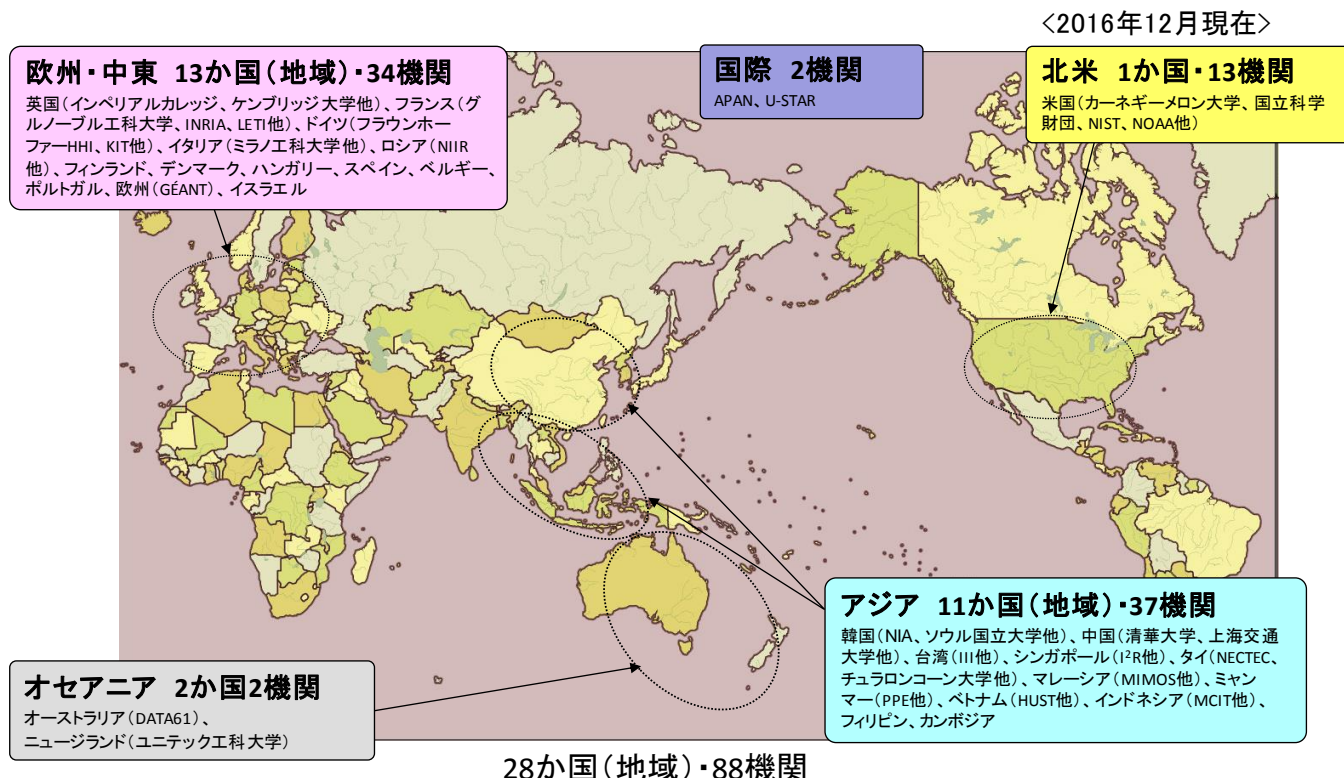 <2016年12月現在>
欧州・中東 13か国(地域)・34機関
英国(インペリアルカレッジ、ケンブリッジ大学他)、フランス(グ
ルノーブル工科大学、INRIA、LETI他)、ドイツ(フラウンホー
ファーHHI、KIT他)、イタリア(ミラノ工科大学他)、ロシア(NIIR
他)、フィンランド、デンマーク、ハンガリー、スペイン、ベルギー、
ポルトガル、欧州(GÉANT)、イスラエル
国際 2機関
APAN、U-STAR
北米 1か国・13機関
米国(カーネギーメロン大学、国立科学
財団、NIST、NOAA他)
アジア 11か国(地域)・37機関
韓国(NIA、ソウル国立大学他)、中国(清華大学、上海交通
大学他)、台湾(III他)、シンガポール(I²R他)、タイ(NECTEC、
チュラロンコーン大学他)、マレーシア(MIMOS他)、ミャン
マー(PPE他)、ベトナム(HUST他)、インドネシア(MCIT他)、
フィリピン、カンボジア
オセアニア 2か国2機関
オーストラリア(DATA61)、
ニュージランド(ユニテック工科大学)
28か国(地域)・88機関